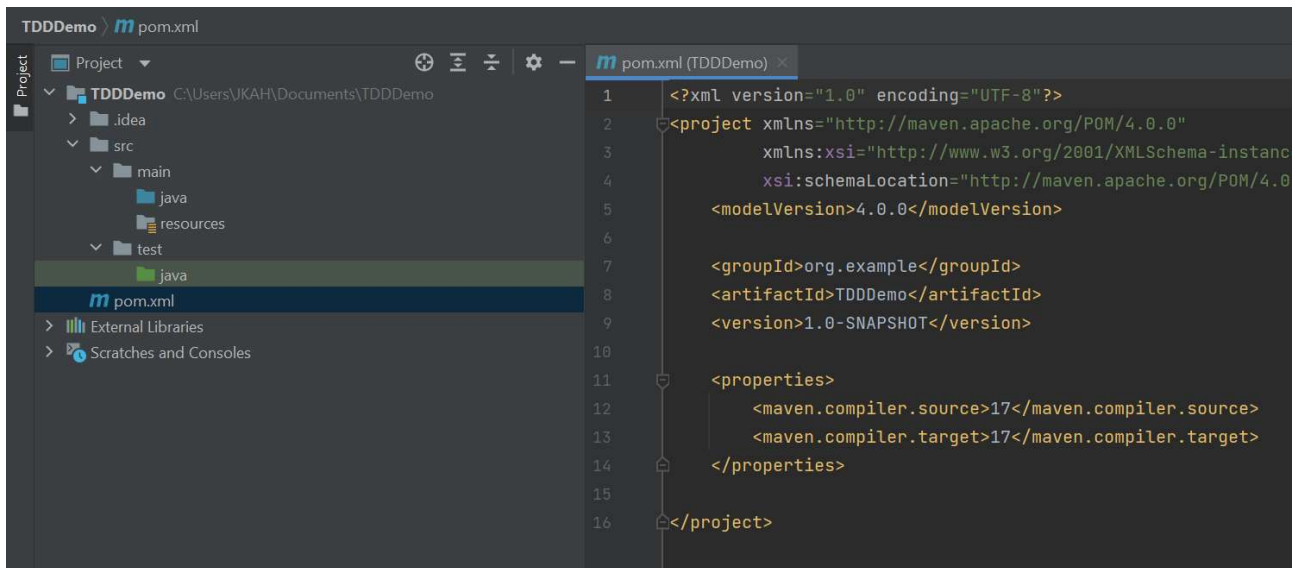 TDDDemo pom.xml
Project
Project
TDDDemo C:\Users\JKAH\Documents\TDDDemo
.idea
src
main
java
resources
test
java
pom.xml
External Libraries
Scratches and Consoles
pom.xml (TDDDemo)
1 <?xml version="1.0" encoding="UTF-8"?>
2 <project xmlns="http://maven.apache.org/POM/4.0.0"
3 xmlns:xsi="http://www.w3.org/2001/XMLSchema-instanc
4 xsi:schemaLocation="http://maven.apache.org/POM/4.0
5 <modelVersion>4.0.0</modelVersion>
6
7 <groupId>org.example</groupId>
8 <artifactId>TDDDemo</artifactId>
9 <version>1.0-SNAPSHOT</version>
10
11 <properties>
12 <maven.compiler.source>17</maven.compiler.source>
13 <maven.compiler.target>17</maven.compiler.target>
14 </properties>
15
16 </project>